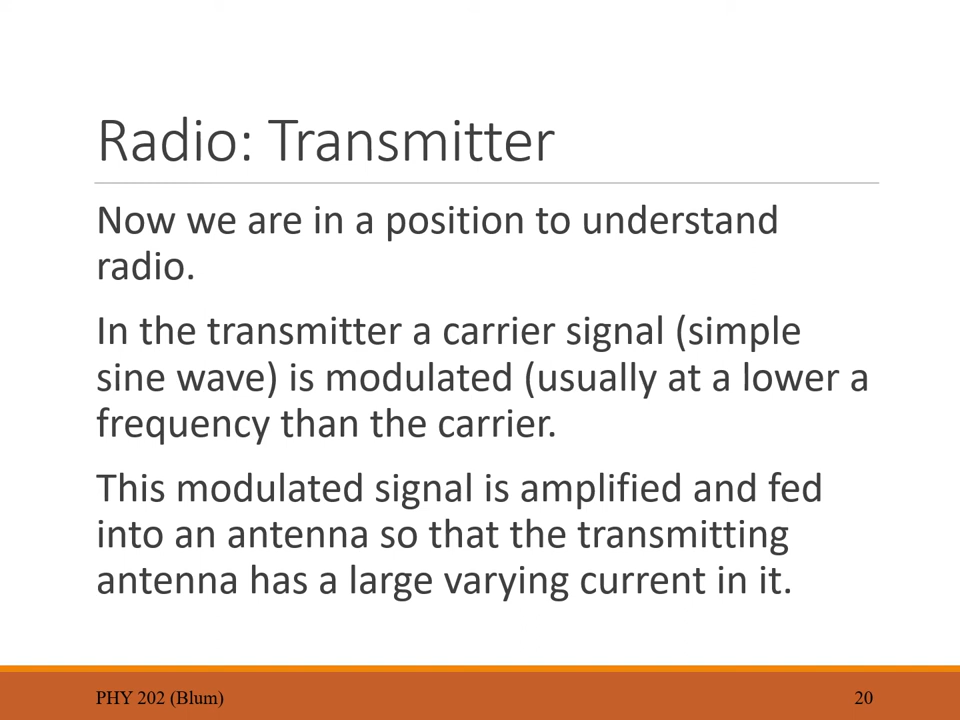 Radio: Transmitter
Now we are in a position to understand
radio.
In the transmitter a carrier signal (simple
sine wave) is modulated (usually at a lower a
frequency than the carrier.
This modulated signal is amplified and fed
into an antenna so that the transmitting
antenna has a large varying current in it.
PHY 202 (Blum)
20